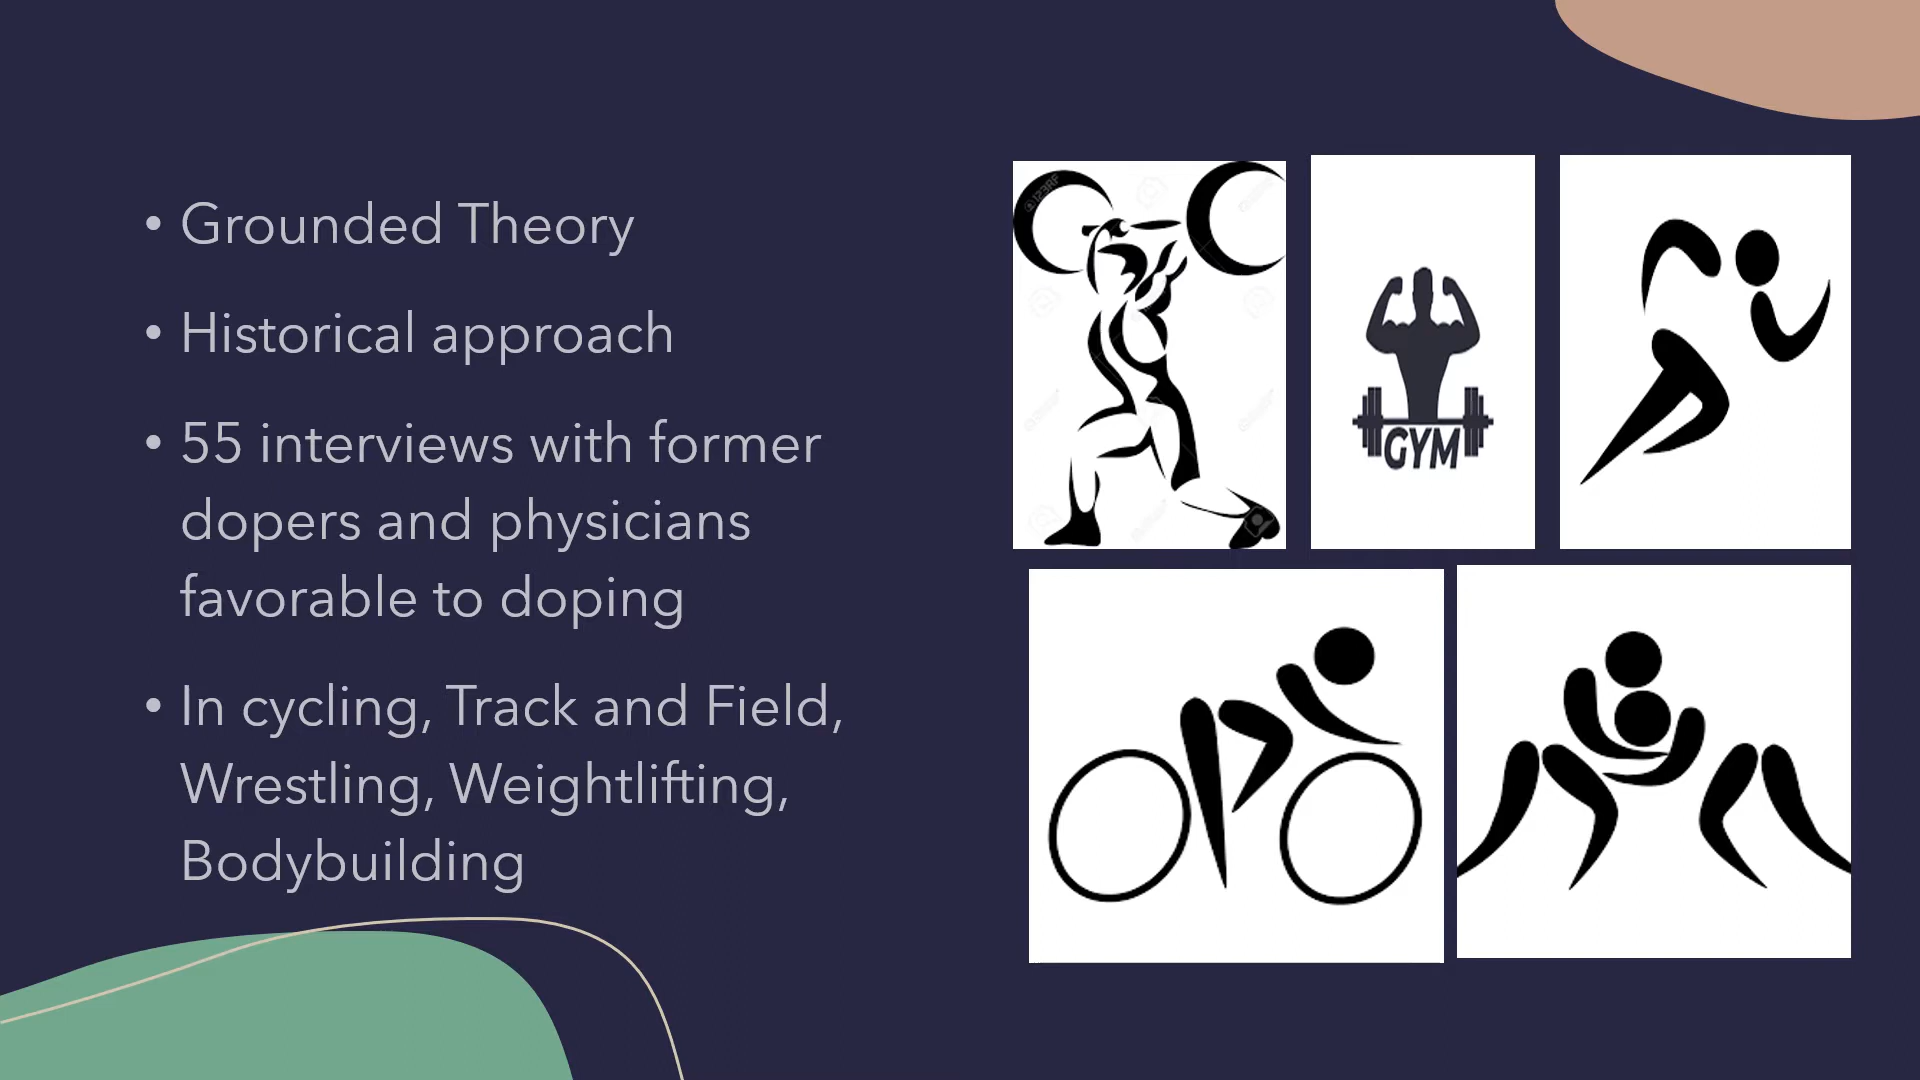 • Grounded Theory
• Historical approach
• 55 interviews with former
dopers and physicians
favorable to doping
• In cycling, Track and Field,
Wrestling, Weightlifting,
Bodybuilding
123RF
GYM